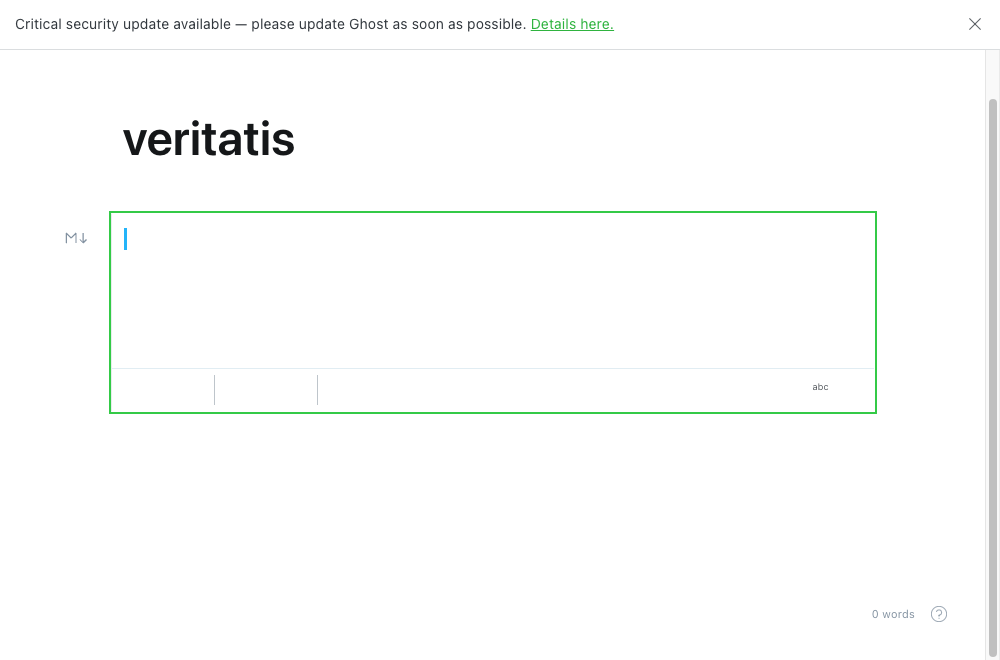 Critical security update available — please update Ghost as soon as possible. Details here.
veritatis
M↓
abc
0 words
?